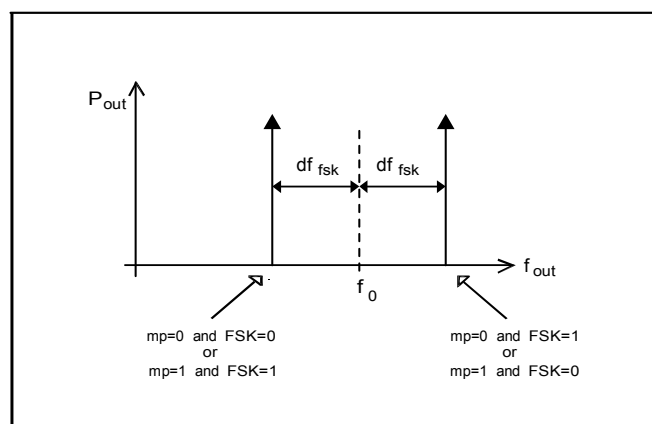 P out
df fsk
df fsk
f out
f 0
mp=0 and FSK=0
or
mp=1 and FSK=1
mp=0 and FSK=1
or
mp=1 and FSK=0